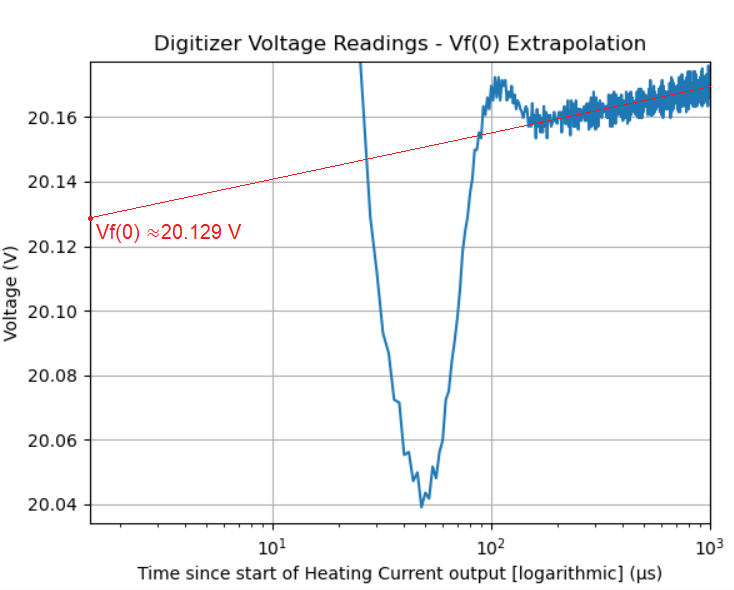 Digitizer Voltage Readings - Vf(0) Extrapolation
20.16
20.14
Vf(0) ≈20.129 V
20.12
20.10
20.08
20.06
20.04
Voltage (V)
10¹
10²
10³
Time since start of Heating Current output [logarithmic] (µs)